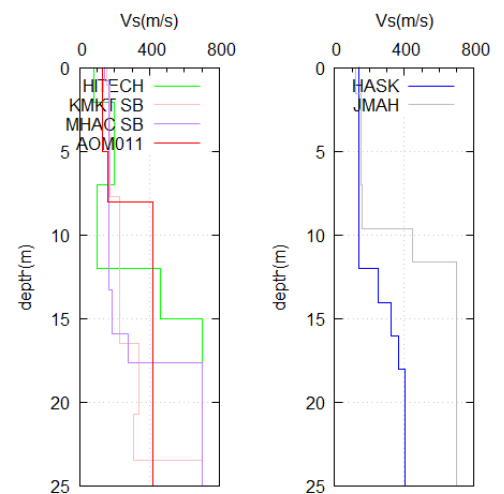 Vs(m/s)
0 400 800
0
5
10
15
20
25
depth(m)
HITECH
KMKT SB
MHAC SB
AOM011
Vs(m/s)
0 400 800
0
5
10
15
20
25
depth(m)
HASK
JMAH